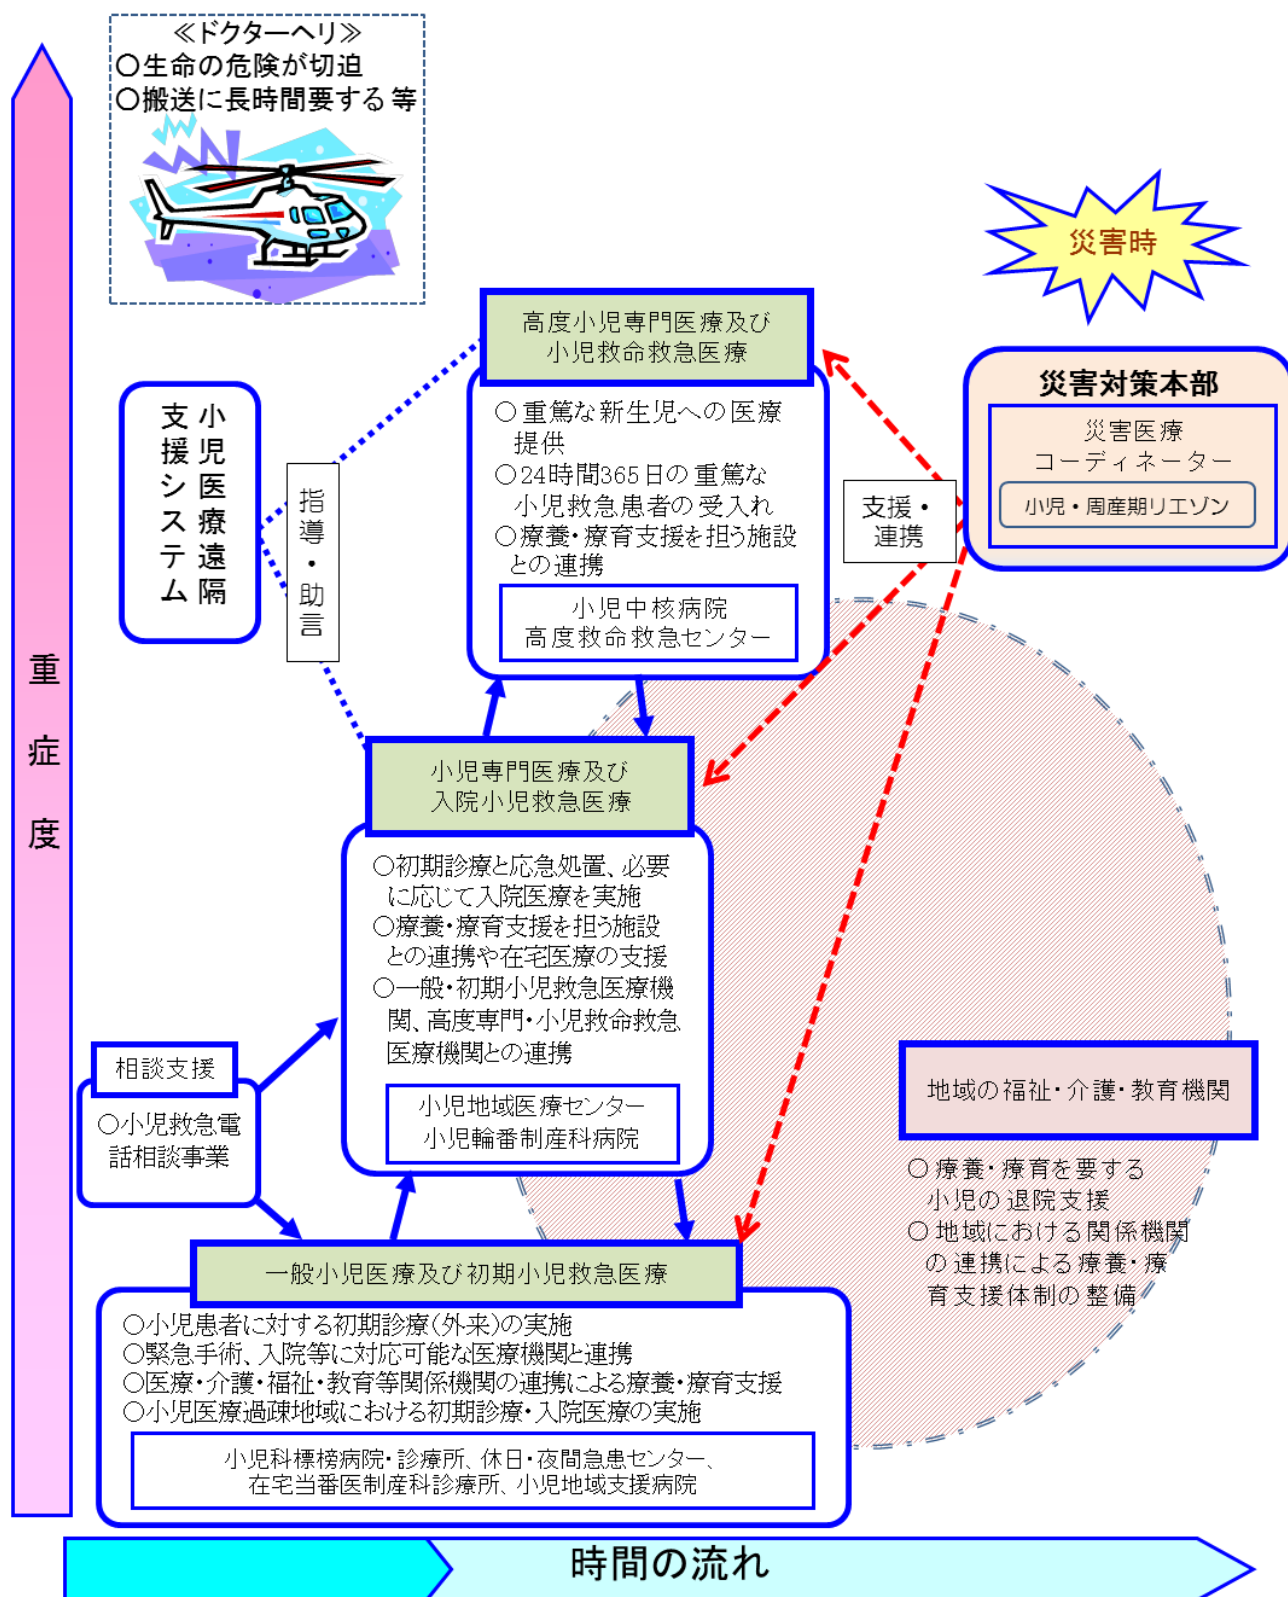 ≪ドクターヘリ≫
○生命の危険が切迫
○搬送に長時間要する 等
災害時
高度小児専門医療及び
小児救命救急医療
○ 重篤な新生児への医療
提供
○24時間365日の重篤な
小児救急患者の受入れ
○療養・療育支援を担う施設
との連携
小児中核病院
高度救命救急センター
災害対策本部
災害医療
コーディネーター
小児・周産期リエゾン
支援・
連携
小児医療遠隔
支援システム
指導・助言
重症度
小児専門医療及び
入院小児救急医療
○初期診療と応急処置、必要
に応じて入院医療を実施
○療養・療育支援を担う施設
との連携や在宅医療の支援
○一般・初期小児救急医療機
関、高度専門・小児救命救急
医療機関との連携
小児地域医療センター
小児輪番制産科病院
相談支援
○小児救急電
話相談事業
地域の福祉・介護・教育機関
○ 療養・療育を要する
小児の退院支援
○ 地域における関係機関
の連携による療養・療
育支援体制の整備
一般小児医療及び初期小児救急医療
○小児患者に対する初期診療(外来)の実施
○緊急手術、入院等に対応可能な医療機関と連携
○医療・介護・福祉・教育等関係機関の連携による療養・療育支援
○小児医療過疎地域における初期診療・入院医療の実施
小児科標榜病院・診療所、休日・夜間急患センター、
在宅当番医制産科診療所、小児地域支援病院
時間の流れ